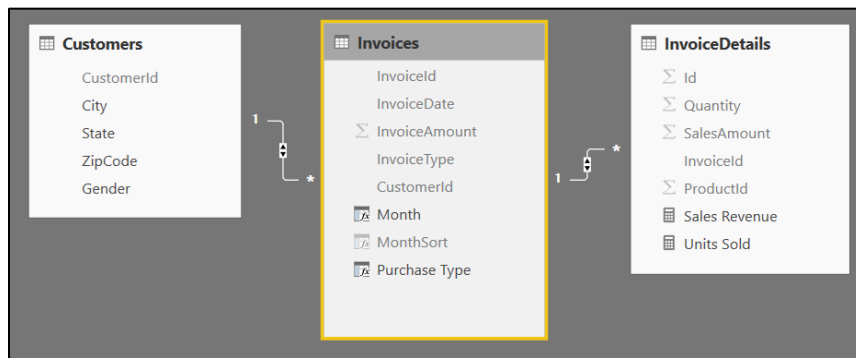 Customers
CustomerId
City
State
ZipCode
Gender
1
*
Invoices
InvoiceId
InvoiceDate
InvoiceAmount
InvoiceType
CustomerId
Month
MonthSort
Purchase Type
1
*
InvoiceDetails
Id
Quantity
SalesAmount
InvoiceId
ProductId
Sales Revenue
Units Sold